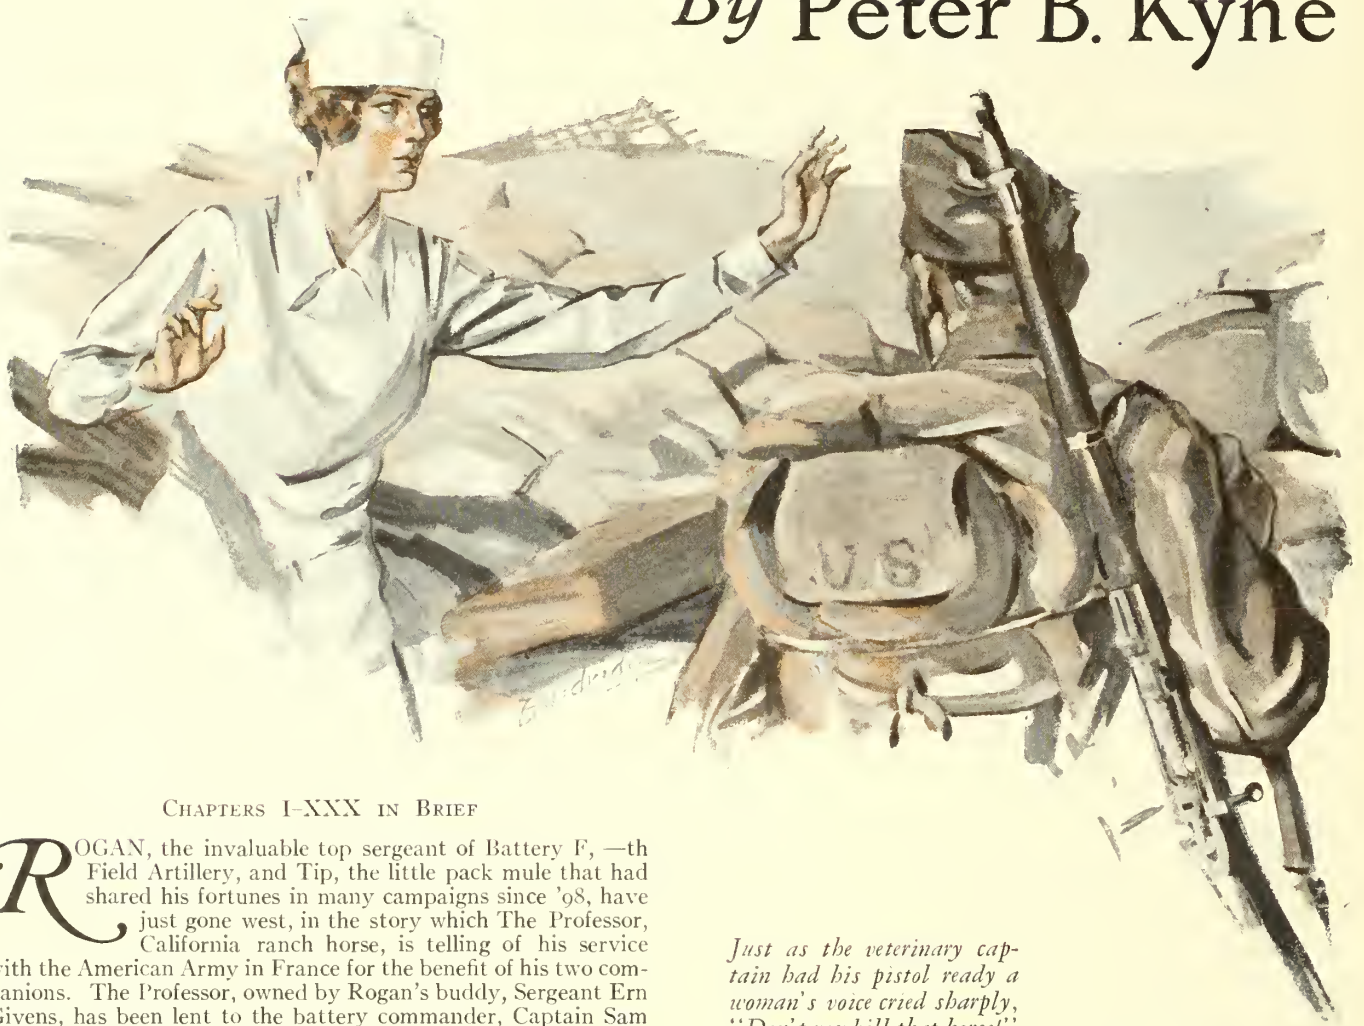 By Peter B. Kyne
U S
CHAPTERS I–XXX IN BRIEF
ROGAN, the invaluable top sergeant of Battery F, —th
Field Artillery, and Tip, the little pack mule that had
shared his fortunes in many campaigns since '98, have
just gone west, in the story which The Professor,
California ranch horse, is telling of his service
with the American Army in France for the benefit of his two com-
panions. The Professor, owned by Rogan's buddy, Sergeant Ern
Givens, has been lent to the battery commander, Captain Sam
Just as the veterinary cap-
tain had his pistol ready a
woman's voice cried sharply,
"Don't you kill that horse!"